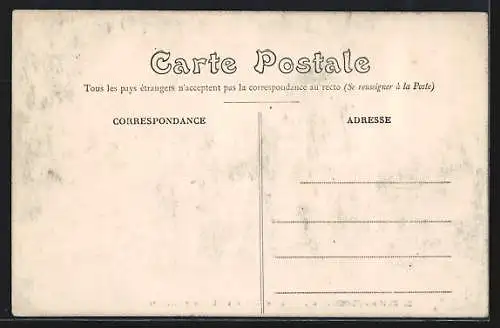 Carte Postale
Tous les pays étrangers n'acceptent pas la correspondance au recto (Se renseigner à la Poste)
CORRESPONDANCE
ADRESSE